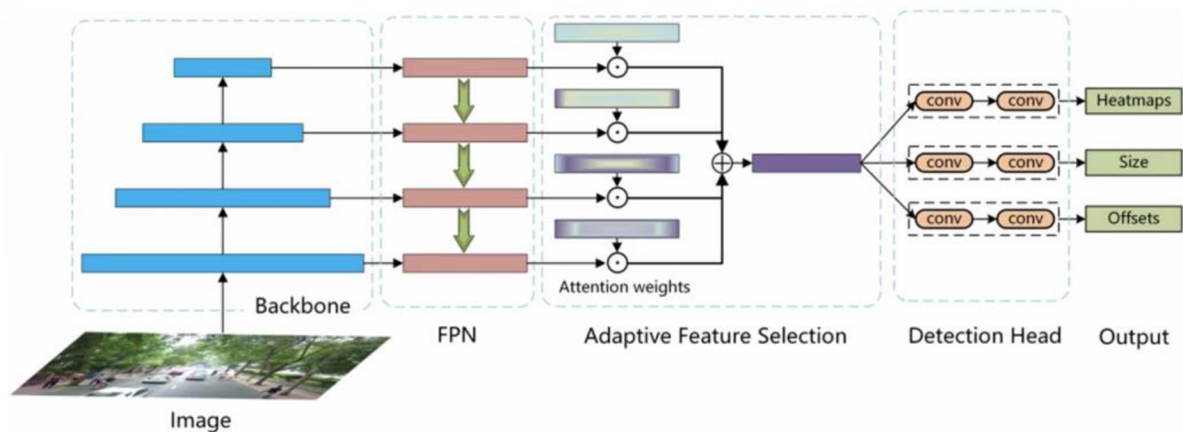 conv conv Heatmaps
conv conv Size
conv conv Offsets
Attention weights
Backbone
FPN Adaptive Feature Selection Detection Head Output
Image